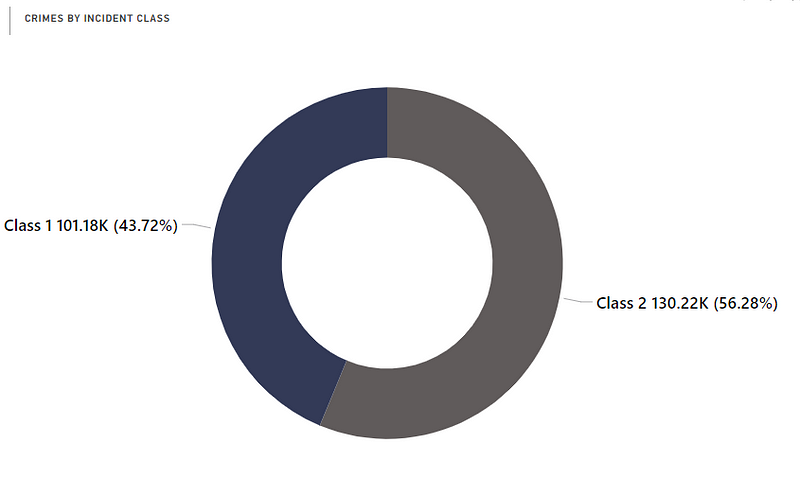 CRIMES BY INCIDENT CLASS
Class 1 101.18K (43.72%)
Class 2 130.22K (56.28%)